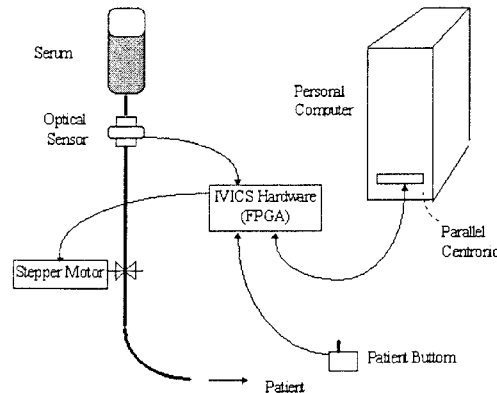 Serum
Optical
Sensor
Personal
Computer
IVICS Hardware
(FPGA)
Parallel
Centronic
Stepper Motor
Patient Buttom
Patient